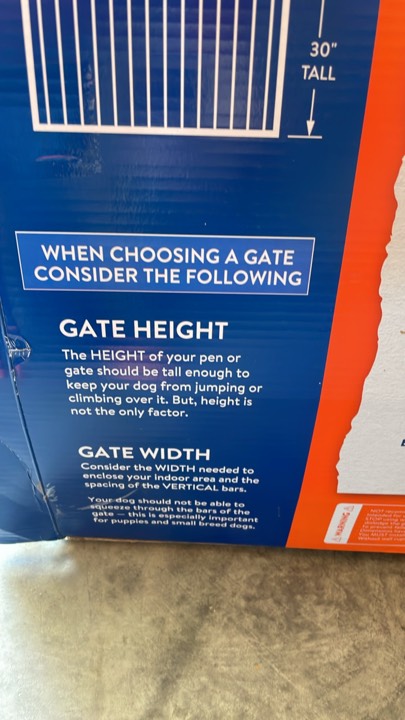 30"
TALL
WHEN CHOOSING A GATE
CONSIDER THE FOLLOWING
GATE HEIGHT
The HEIGHT of your pen or
gate should be tall enough to
keep your dog from jumping or
climbing over it. But, height is
not the only factor.
GATE WIDTH
Consider the WIDTH needed to
enclose your indoor area and the
spacing of the VERTICAL bars.
Your dog should not be able to
squeeze through the bars of the
gate — this is especially important
for puppies and small breed dogs.
WARNING